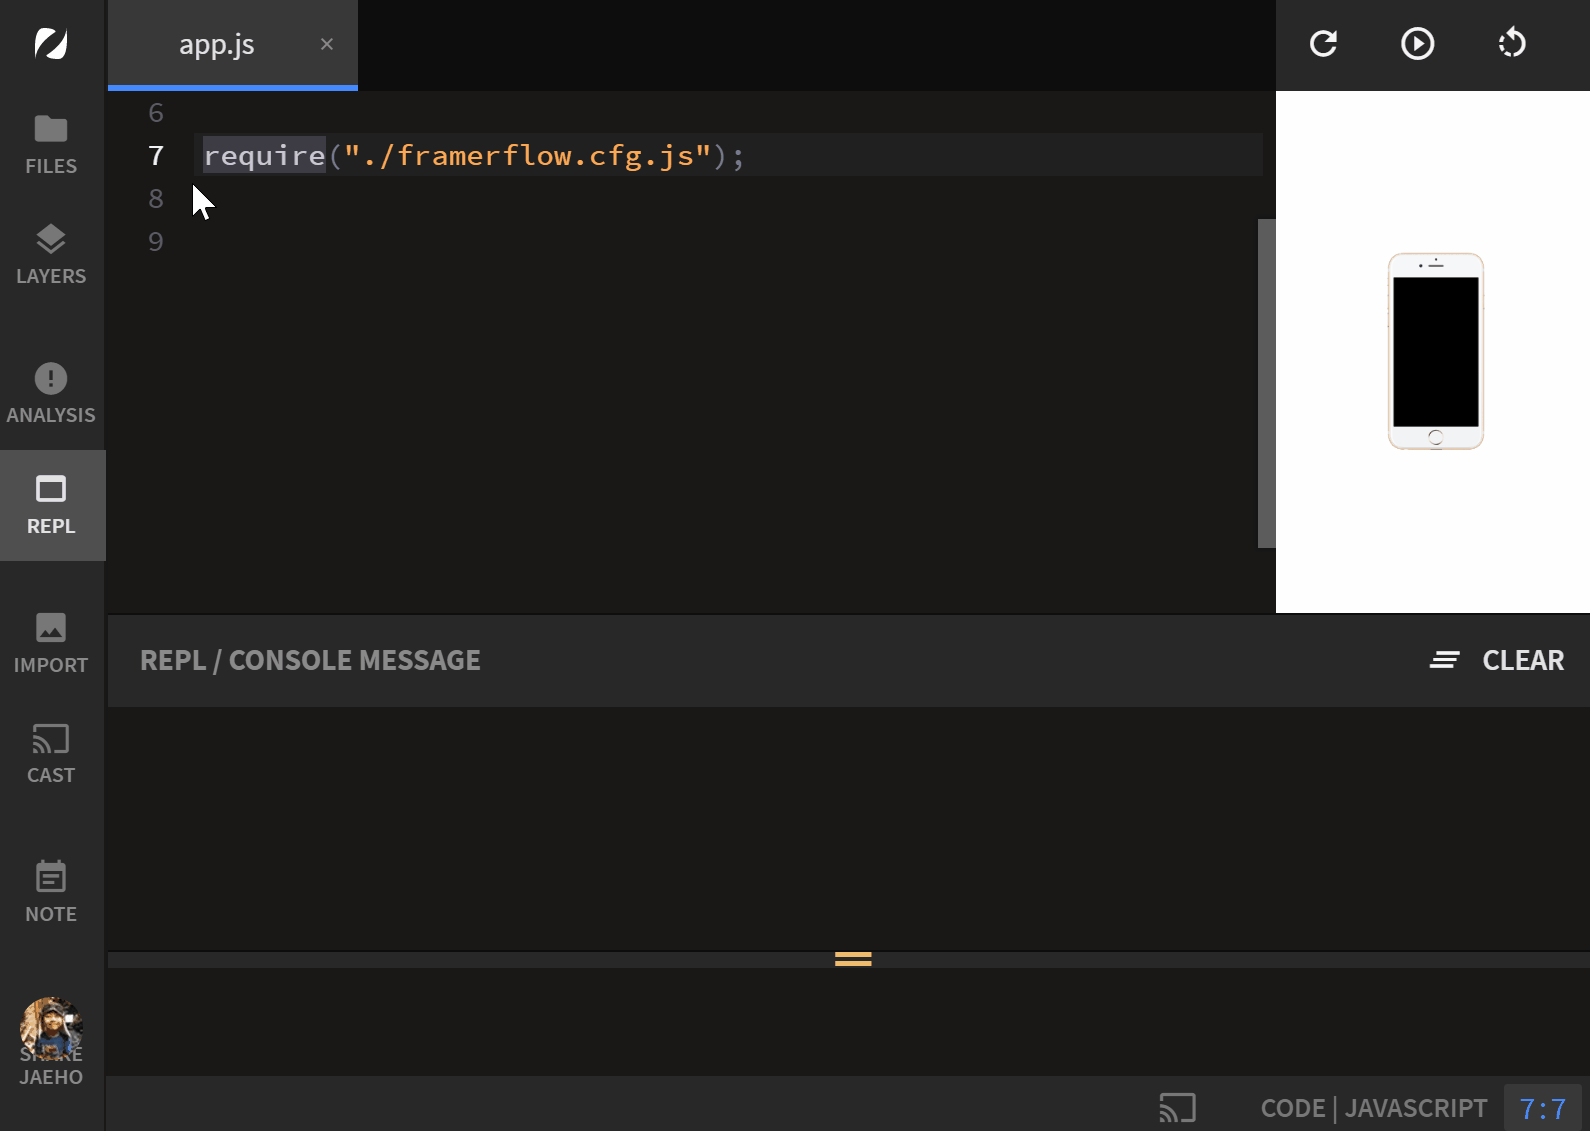 app.js ×
FILES
LAYERS
ANALYSIS
REPL
IMPORT
CAST
NOTE
SHARE
JAEHO
6
7 require("./framerflow.cfg.js");
8
9
REPL / CONSOLE MESSAGE
CLEAR
CODE | JAVASCRIPT 7:7